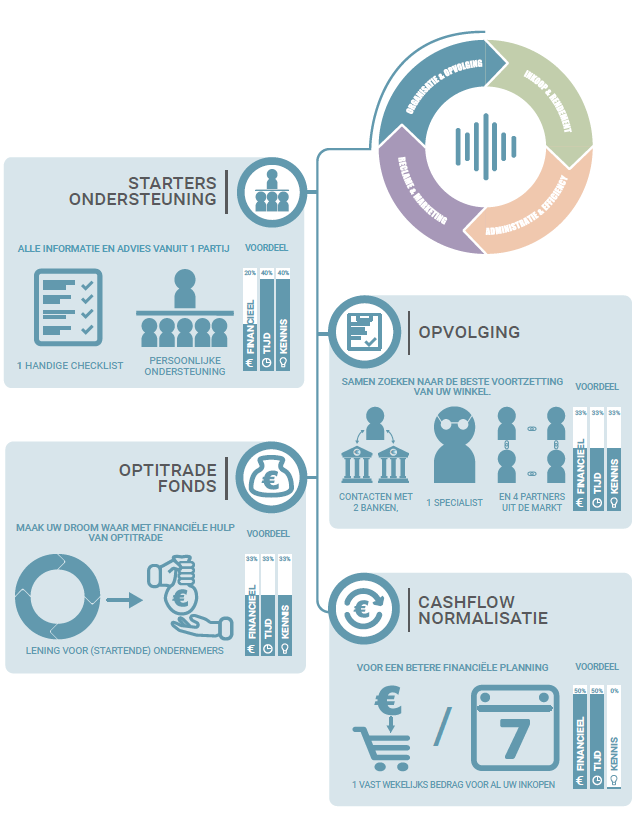 ORGANISATIE & OPVOLGING
INKOOP & RENDEMENT
RECLAME & MARKETING
ADMINISTRATIE & EFFICIENCY
STARTERS
ONDERSTEUNING
ALLE INFORMATIE EN ADVIES VANUIT 1 PARTIJ
VOORDEEL
20% 40% 40%
€ FINANCIEEL
TIJD
KENNIS
1 HANDIGE CHECKLIST
PERSOONLIJKE
ONDERSTEUNING
OPVOLGING
SAMEN ZOEKEN NAAR DE BESTE VOORTZETTING
VAN UW WINKEL.
VOORDEEL
33% 33% 33%
€ FINANCIEEL
TIJD
KENNIS
€ €
CONTACTEN MET
2 BANKEN,
1 SPECIALIST
EN 4 PARTNERS
UIT DE MARKT
€
OPTITRADE
FONDS
MAAK UW DROOM WAAR MET FINANCIËLE HULP
VAN OPTITRADE
VOORDEEL
33% 33% 33%
€ FINANCIEEL
TIJD
KENNIS
€
LENING VOOR (STARTENDE) ONDERNEMERS
€
CASHFLOW
NORMALISATIE
VOOR EEN BETERE FINANCIËLE PLANNING
VOORDEEL
50% 50% 0%
€ FINANCIEEL
TIJD
KENNIS
€
/
7
1 VAST WEKELIJKS BEDRAG VOOR AL UW INKOPEN